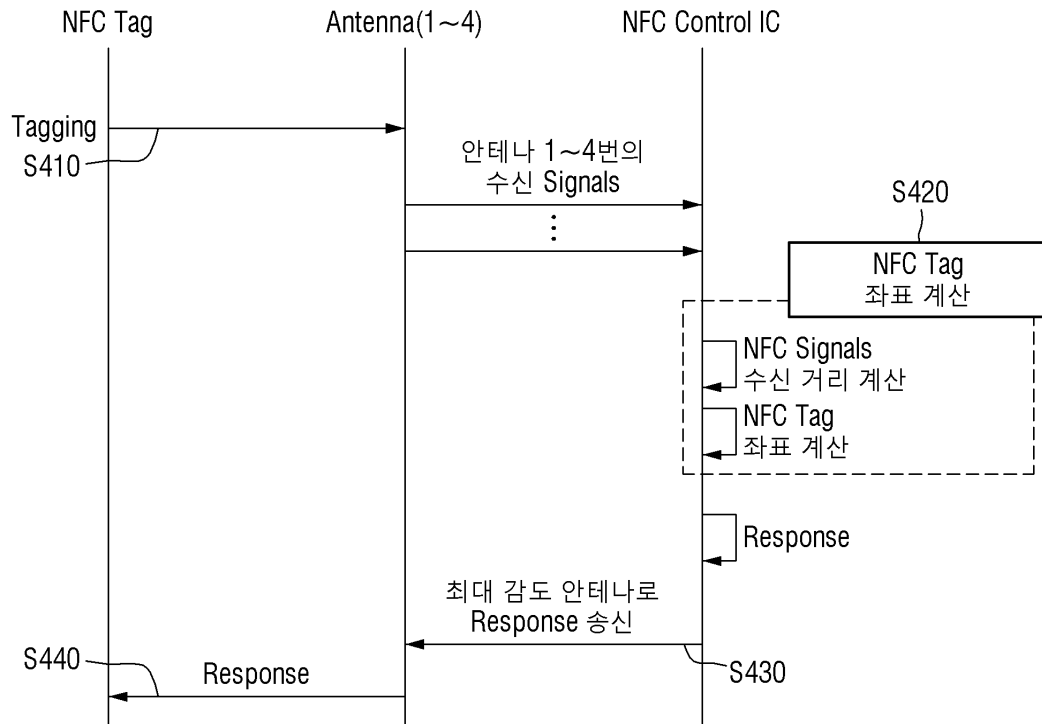 NFC Tag
Antenna(1~4)
NFC Control IC
Tagging
S410
안테나 1~4번의
수신 Signals
S420
NFC Tag
좌표 계산
NFC Signals
수신 거리 계산
NFC Tag
좌표 계산
Response
최대 감도 안테나로
Response 송신
S430
S440
Response